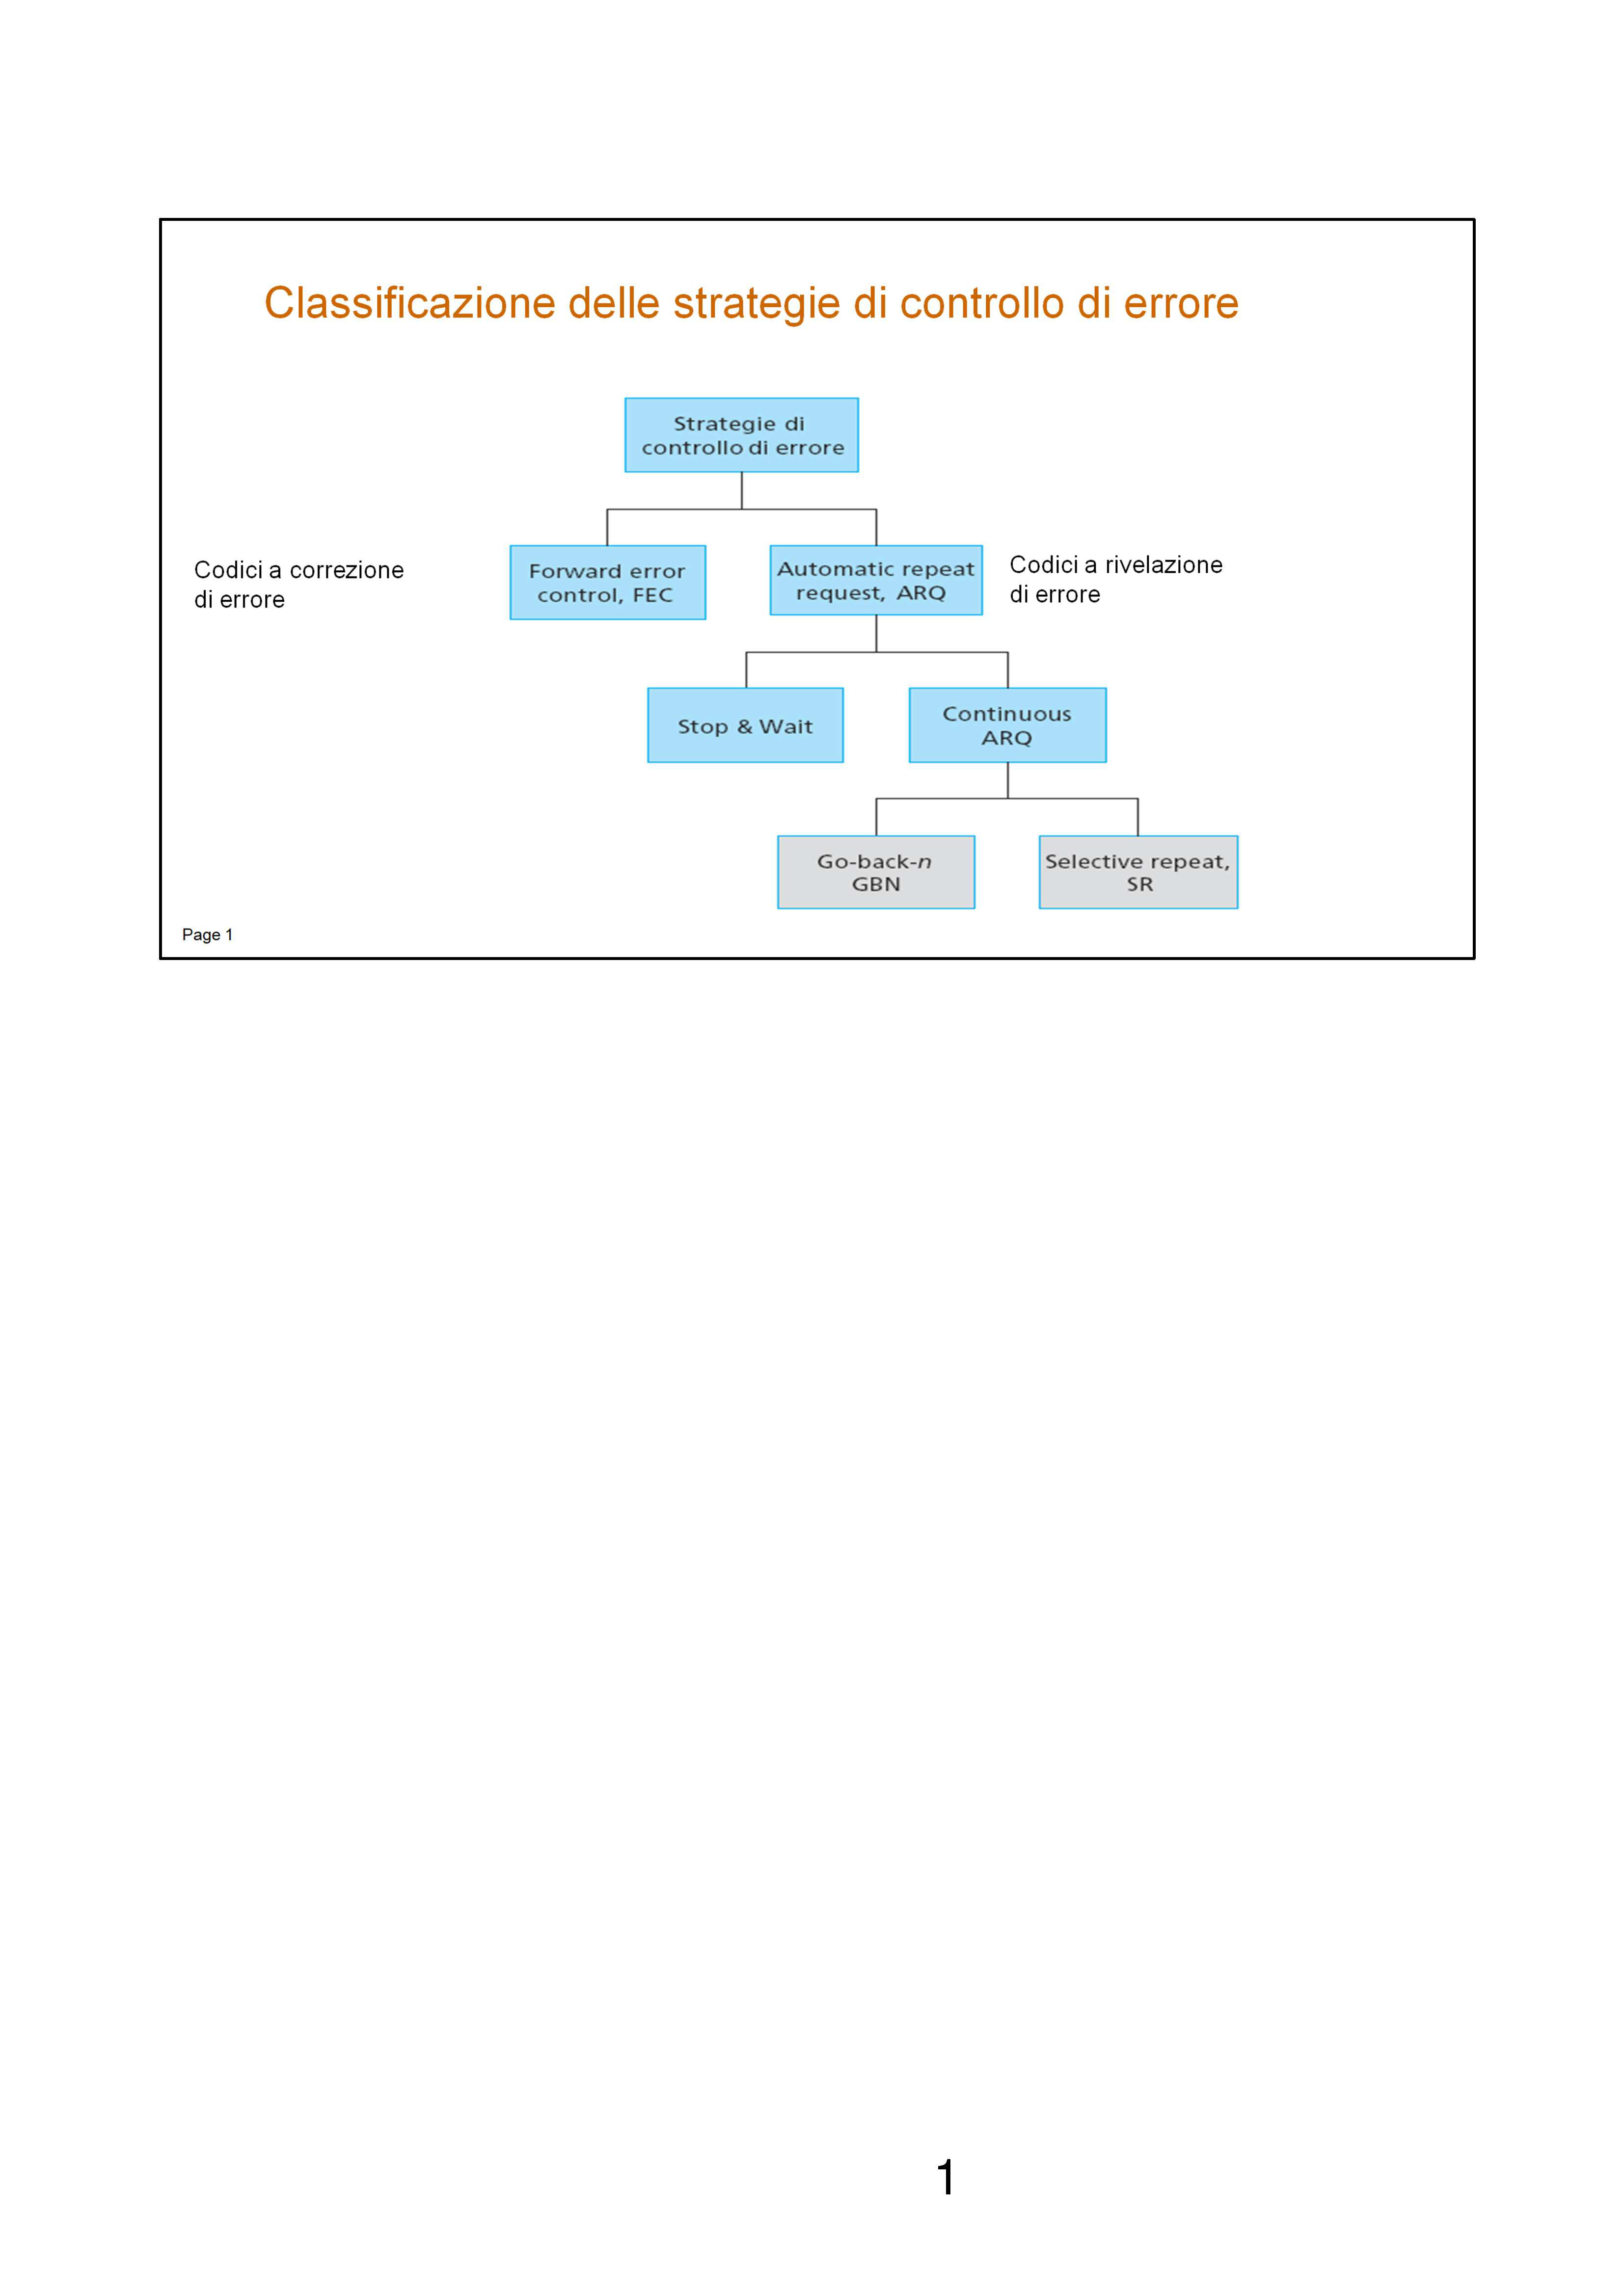 Classificazione delle strategie di controllo di errore
Strategie di
controllo di errore
Codici a correzione
di errore
Forward error
control, FEC
Automatic repeat
request, ARQ
Codici a rivelazione
di errore
Stop & Wait
Continuous
ARQ
Go-back-n
GBN
Selective repeat,
SR
Page 1
1